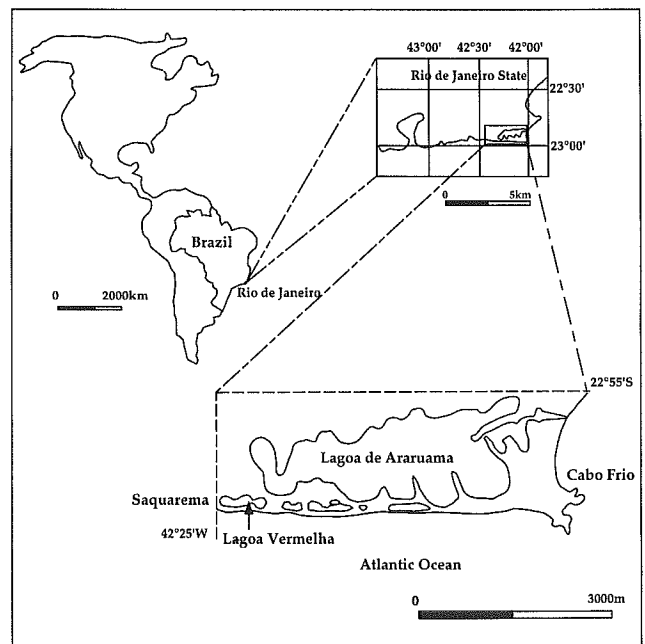 43°00' 42°30' 42°00'
Rio de Janeiro State
22°30'
23°00'
0 5km
Brazil
Rio de Janeiro
0 2000km
22°55'S
Lagoa de Araruama
Cabo Frio
Saquarema
42°25'W
Lagoa Vermelha
Atlantic Ocean
0 3000m